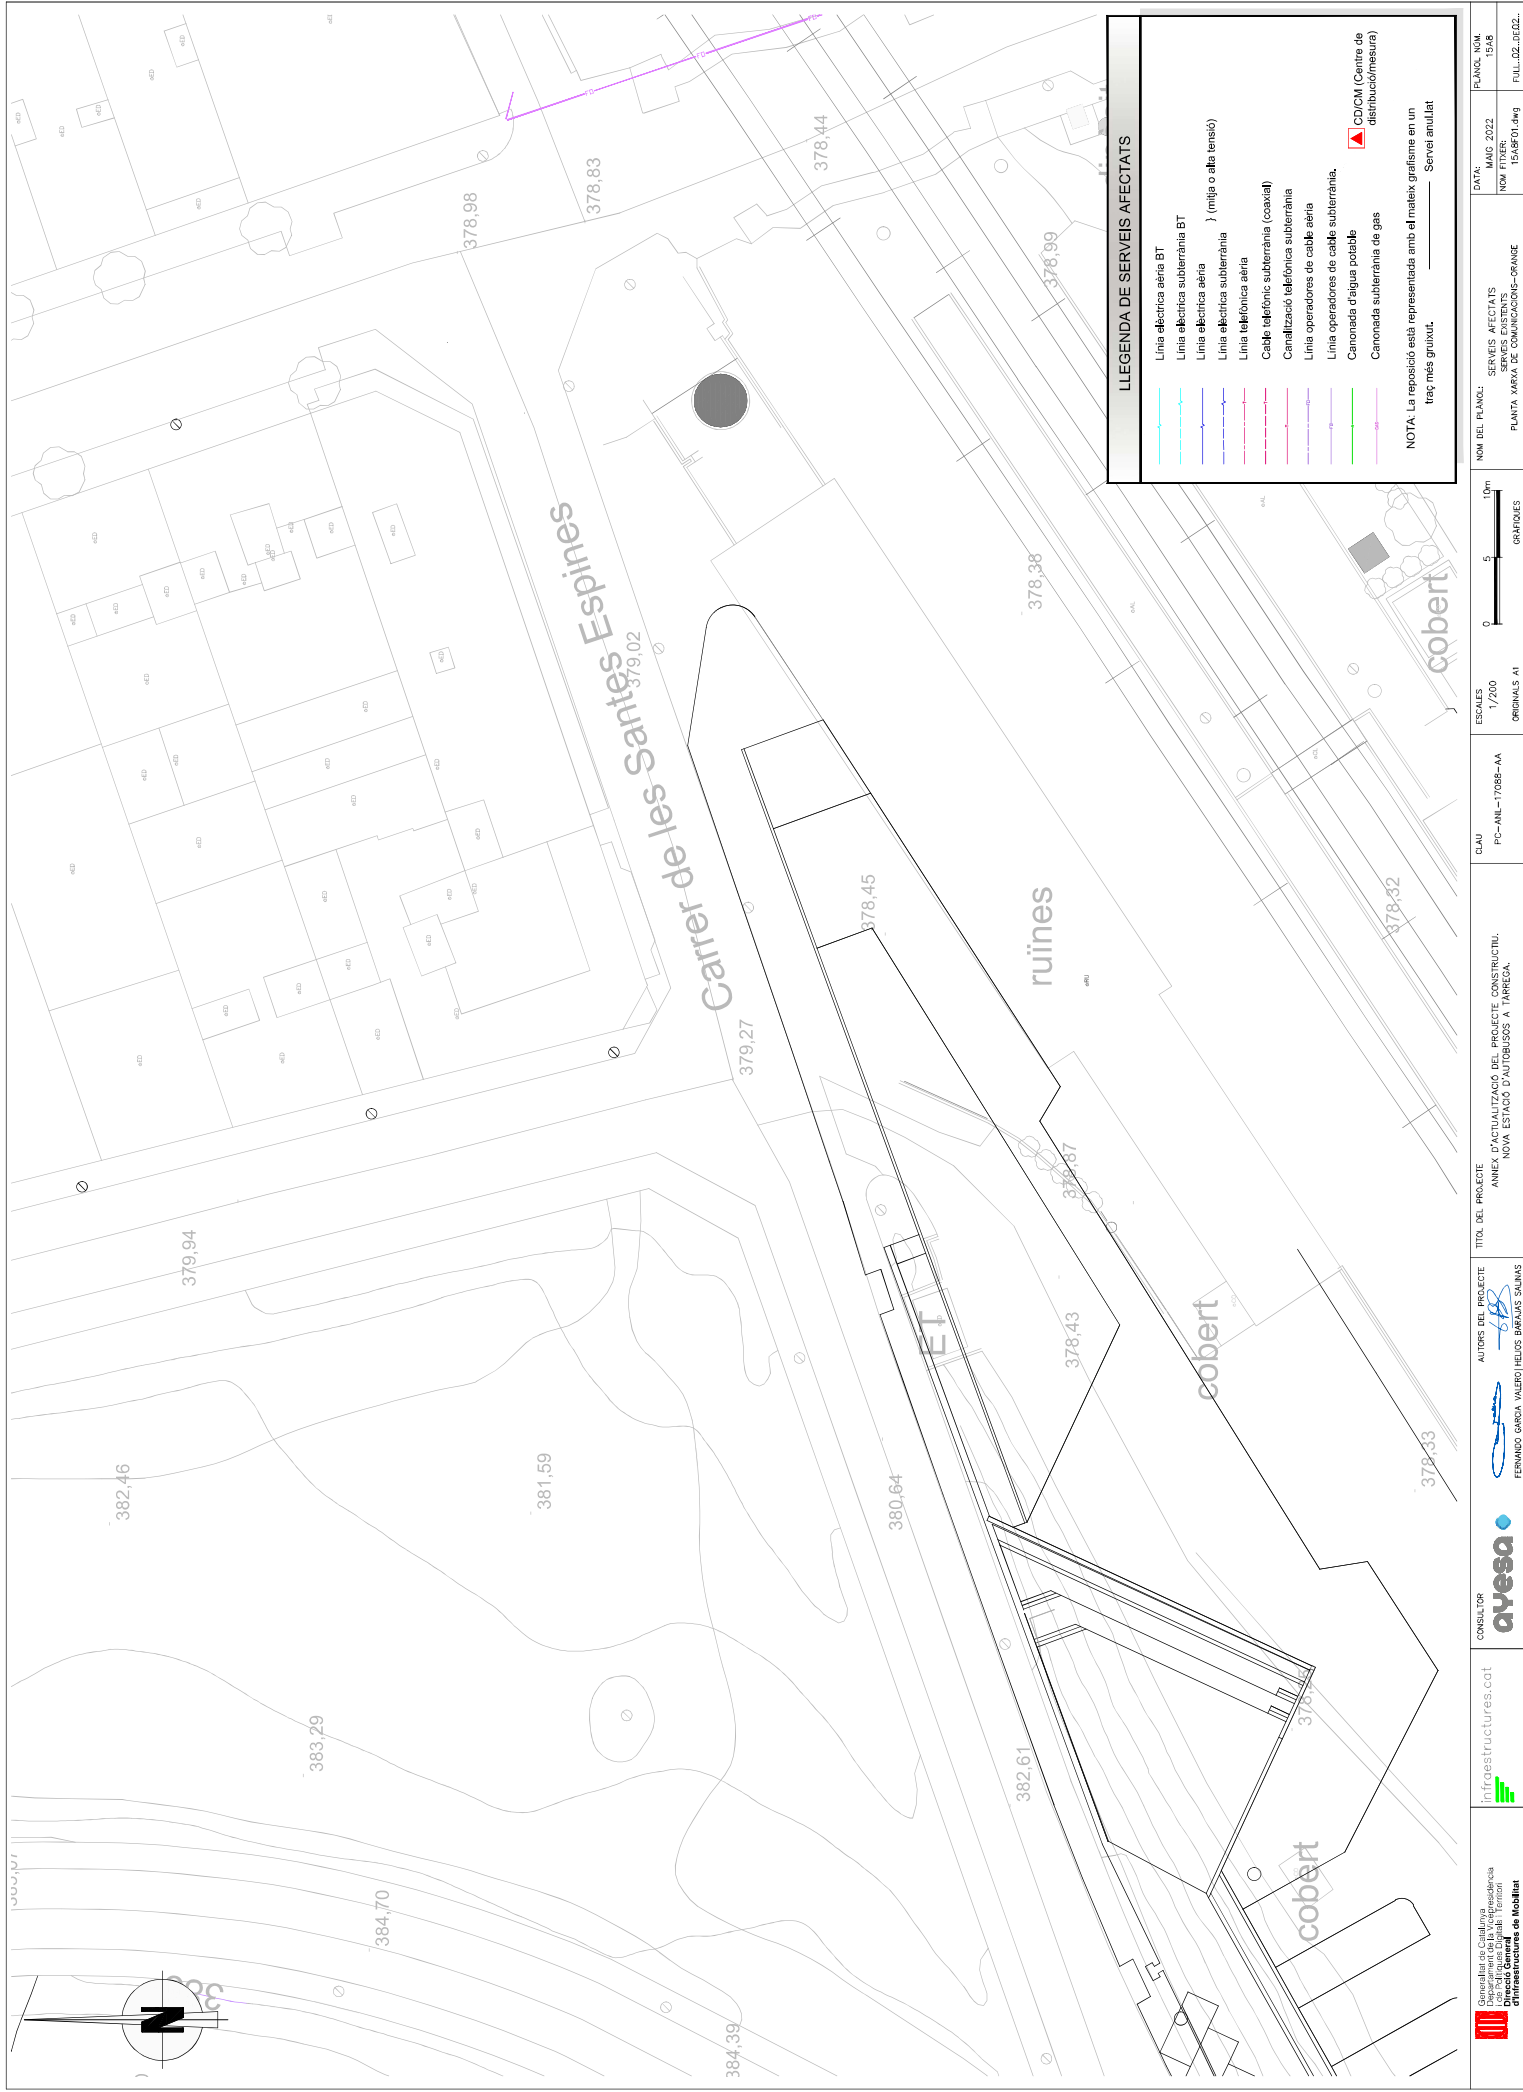 LLEGENDA DE SERVEIS AFECTATS
Línia elèctrica aèria BT
Línia elèctrica subterrània BT
Línia elèctrica aèria
Línia elèctrica subterrània
} (mitja o alta tensió)
Línia telefònica aèria
Cable telefònic subterrània (coaxial)
Canalització telefònica subterrània
Línia operadores de cable aèria
Línia operadores de cable subterrània.
Canonada d'aigua potable
Canonada subterrània de gas
CD/CM (Centre de
distribució/mesura)
NOTA: La reposició està representada amb el mateix grafisme en un
traç més gruixut.
Servei anul.lat
Carrer de les Santes Espines
ruïnes
cobert
cobert
cobert
ET
N
378,98
378,83
378,44
378,99
378,38
379,02
378,45
378,32
379,27
379,94
378,87
378,43
378,33
382,46
381,59
380,64
383,29
382,61
384,70
384,39
Generalitat de Catalunya
Departament de la Vicepresidència
i de Polítiques Digitals i Territori
Direcció General
d'Infraestructures de Mobilitat
infraestructures.cat
CONSULTOR
ayesa
AUTORS DEL PROJECTE
FERNANDO GARCIA VALERO | HELIOS BARAJAS SALINAS
TÍTOL DEL PROJECTE
ANNEX D'ACTUALITZACIÓ DEL PROJECTE CONSTRUCTIU.
NOVA ESTACIÓ D'AUTOBUSOS A TÀRREGA.
CLAU
PC-ANL-17088-AA
ESCALES
1/200
ORIGINALS A1
0 5 10m
GRÀFIQUES
NOM DEL PLÀNOL:
SERVEIS AFECTATS
SERVEIS EXISTENTS
PLANTA XARXA DE COMUNICACIONS-ORANGE
DATA:
MAIG 2022
NOM FITXER:
15A8F01.dwg
PLÀNOL NÚM.
15A8
FULL..02..DE02..